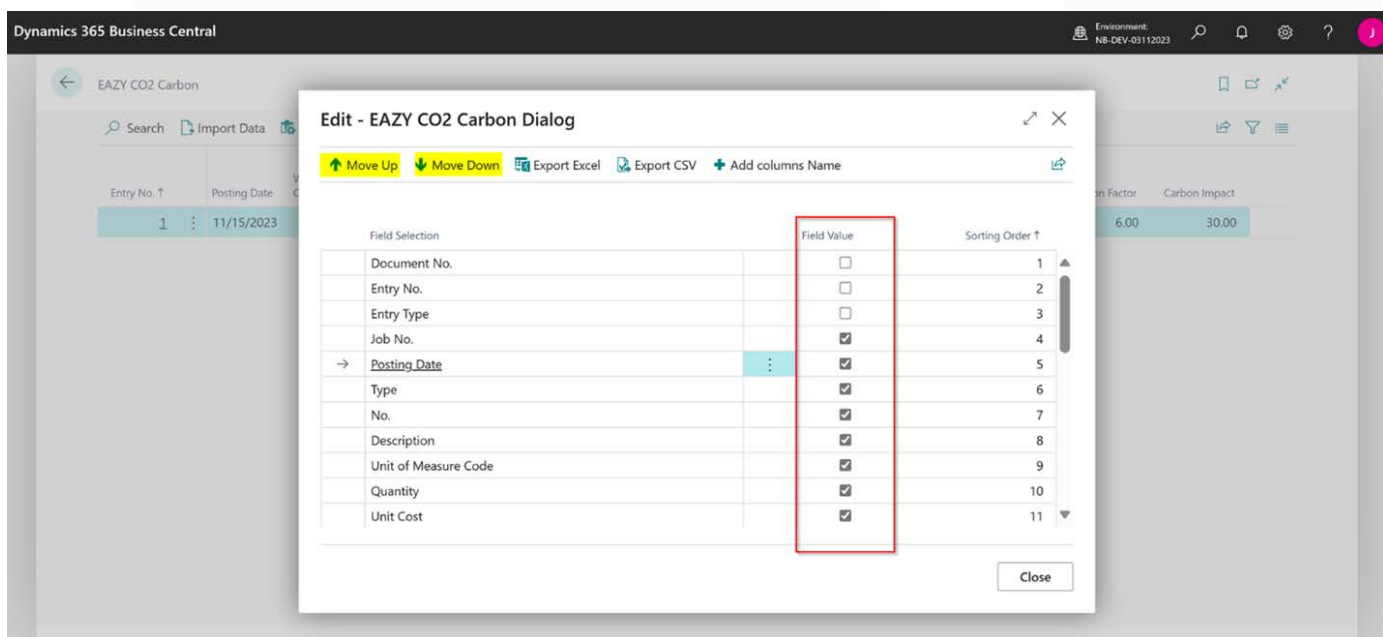 Dynamics 365 Business Central
Environment:
NB-DEV-03112023
?
J
EAZY CO2 Carbon
Search Import Data
Edit - EAZY CO2 Carbon Dialog
Move Up Move Down Export Excel Export CSV + Add columns Name
Entry No. ↑ Posting Date Factor Carbon Impact
1 11/15/2023 6.00 30.00
Field Selection Field Value Sorting Order ↑
Document No. 1
Entry No. 2
Entry Type 3
Job No. 4
Posting Date 5
Type 6
No. 7
Description 8
Unit of Measure Code 9
Quantity 10
Unit Cost 11
Close